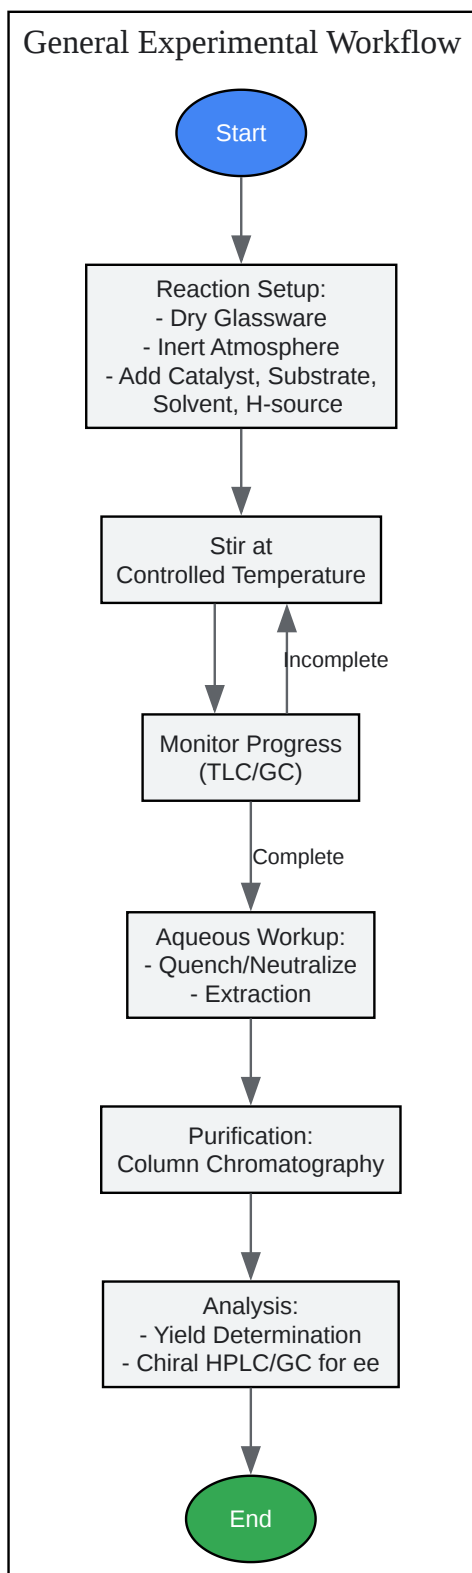 General Experimental Workflow
Start
Reaction Setup:
- Dry Glassware
- Inert Atmosphere
- Add Catalyst, Substrate,
Solvent, H-source
Stir at
Controlled Temperature
Incomplete
Monitor Progress
(TLC/GC)
Complete
Aqueous Workup:
- Quench/Neutralize
- Extraction
Purification:
Column Chromatography
Analysis:
- Yield Determination
- Chiral HPLC/GC for ee
End